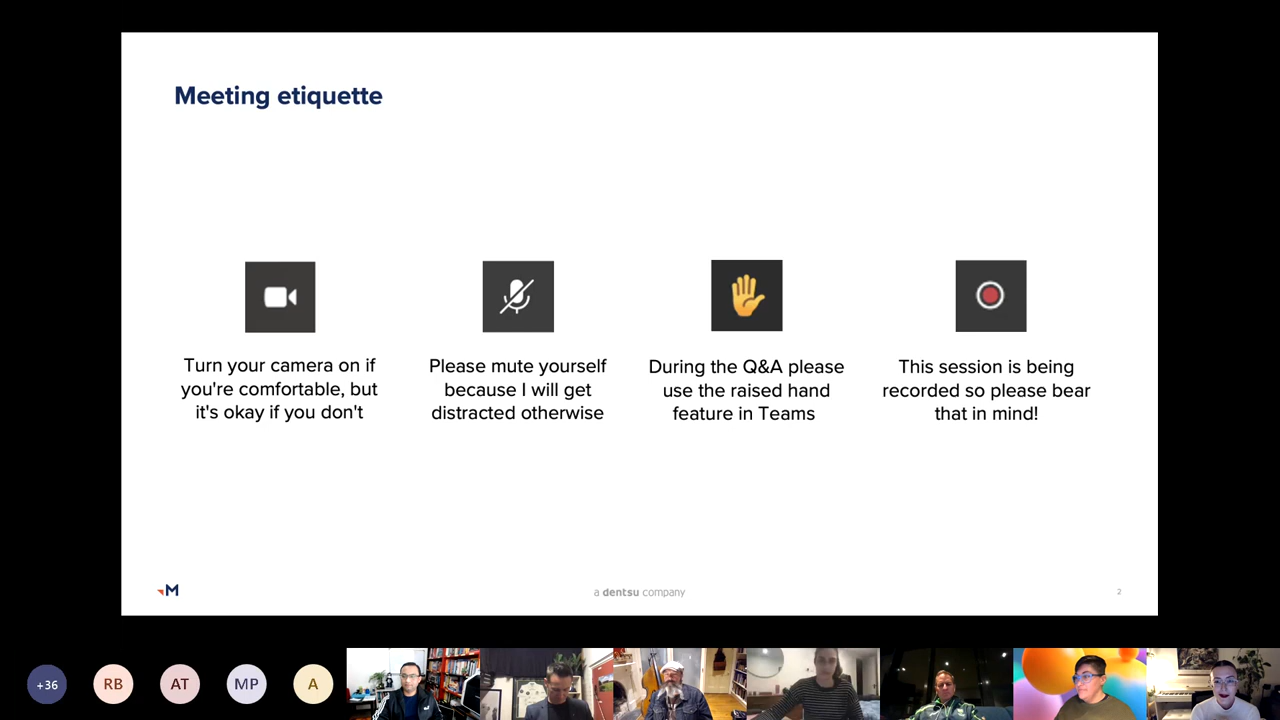 Meeting etiquette
Turn your camera on if
you're comfortable, but
it's okay if you don't
Please mute yourself
because I will get
distracted otherwise
During the Q&A please
use the raised hand
feature in Teams
This session is being
recorded so please bear
that in mind!
M
a dentsu company
2
+36
RB
AT
MP
A